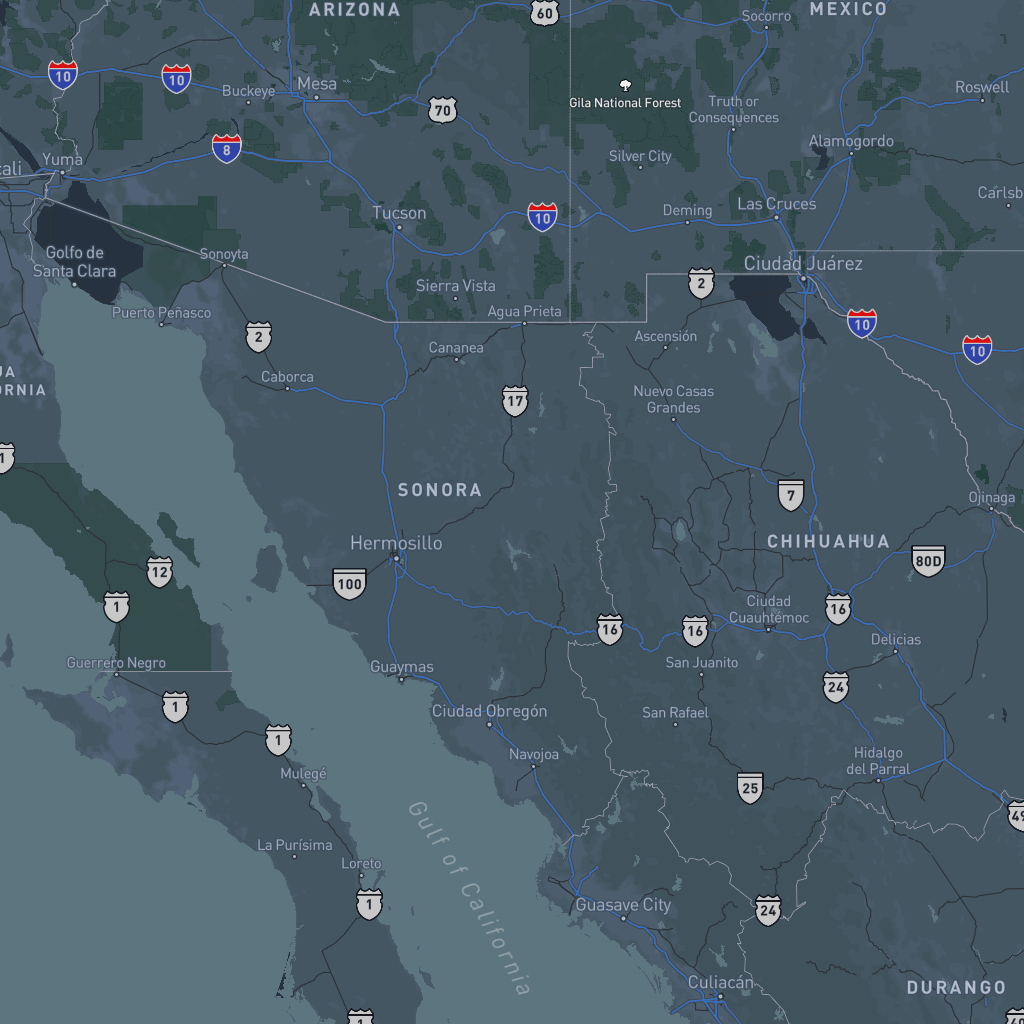 ARIZONA
60
MEXICO
Socorro
10
10
Buckeye
Mesa
70
Gila National Forest
Truth or
Consequences
Roswell
8
Silver City
Alamogordo
Yuma
Tucson
10
Deming
Las Cruces
Golfo de
Santa Clara
Sonoyta
Sierra Vista
2
Ciudad Juárez
Puerto Peñasco
Agua Prieta
10
10
2
Cananea
Ascensión
Caborca
17
Nuevo Casas
Grandes
1
SONORA
7
Ojinaga
Hermosillo
CHIHUAHUA
80D
12
100
1
16
16
16
Ciudad
Cuauhtémoc
Delicias
Guerrero Negro
Guaymas
San Juanito
24
1
Ciudad Obregón
San Rafael
1
Navojoa
Hidalgo
del Parral
Mulegé
25
49
Gulf of California
La Purísima
Loreto
1
Guasave City
24
Culiacán
DURANGO
1